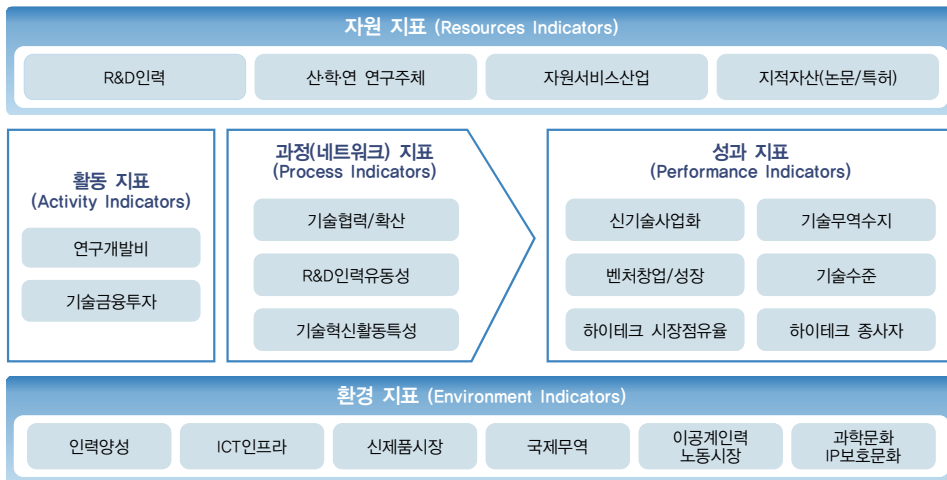 자원 지표 (Resources Indicators)
R&D인력
산·학·연 연구주체
자원서비스산업
지적자산(논문/특허)
활동 지표
(Activity Indicators)
연구개발비
기술금융투자
과정(네트워크) 지표
(Process Indicators)
기술협력/확산
R&D인력유동성
기술혁신활동특성
성과 지표
(Performance Indicators)
신기술사업화
기술무역수지
벤처창업/성장
기술수준
하이테크 시장점유율
하이테크 종사자
환경 지표 (Environment Indicators)
인력양성
ICT인프라
신제품시장
국제무역
이공계인력
노동시장
과학문화
IP보호문화